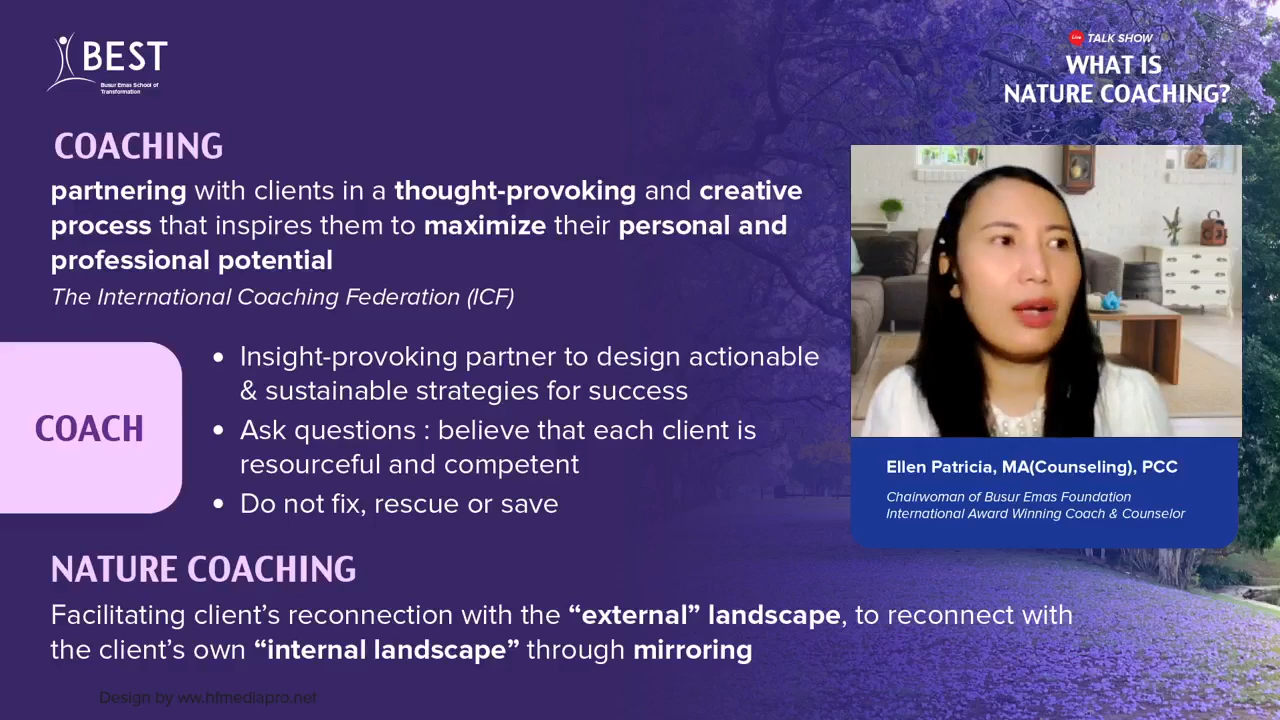 BEST
Busur Emas School of
Transformation
Live TALK SHOW
WHAT IS
NATURE COACHING?
COACHING
partnering with clients in a thought-provoking and creative
process that inspires them to maximize their personal and
professional potential
The International Coaching Federation (ICF)
COACH
• Insight-provoking partner to design actionable
& sustainable strategies for success
• Ask questions : believe that each client is
resourceful and competent
• Do not fix, rescue or save
Ellen Patricia, MA(Counseling), PCC
Chairwoman of Busur Emas Foundation
International Award Winning Coach & Counselor
NATURE COACHING
Facilitating client’s reconnection with the “external” landscape, to reconnect with
the client’s own “internal landscape” through mirroring
Design by ww.hfmediapro.net